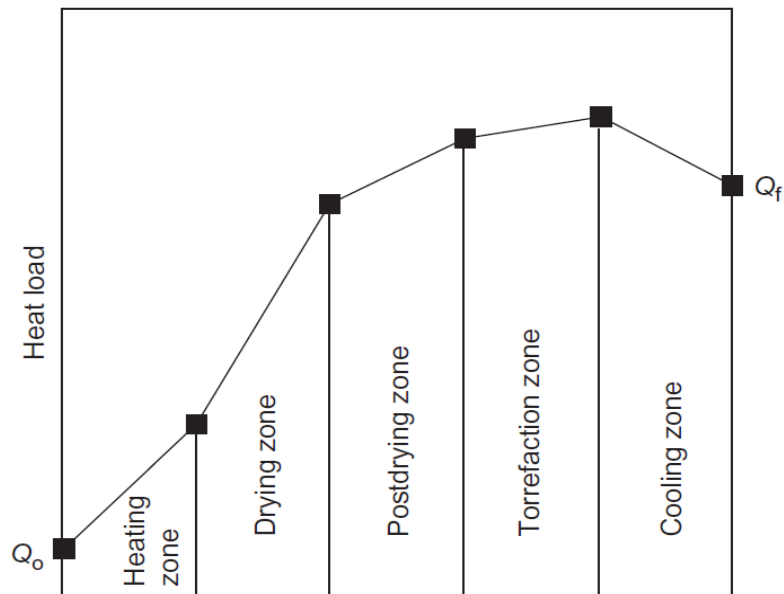 Heat load
Qo
Heating
zone
Drying zone
Postdrying zone
Torrefaction zone
Cooling zone
Qf